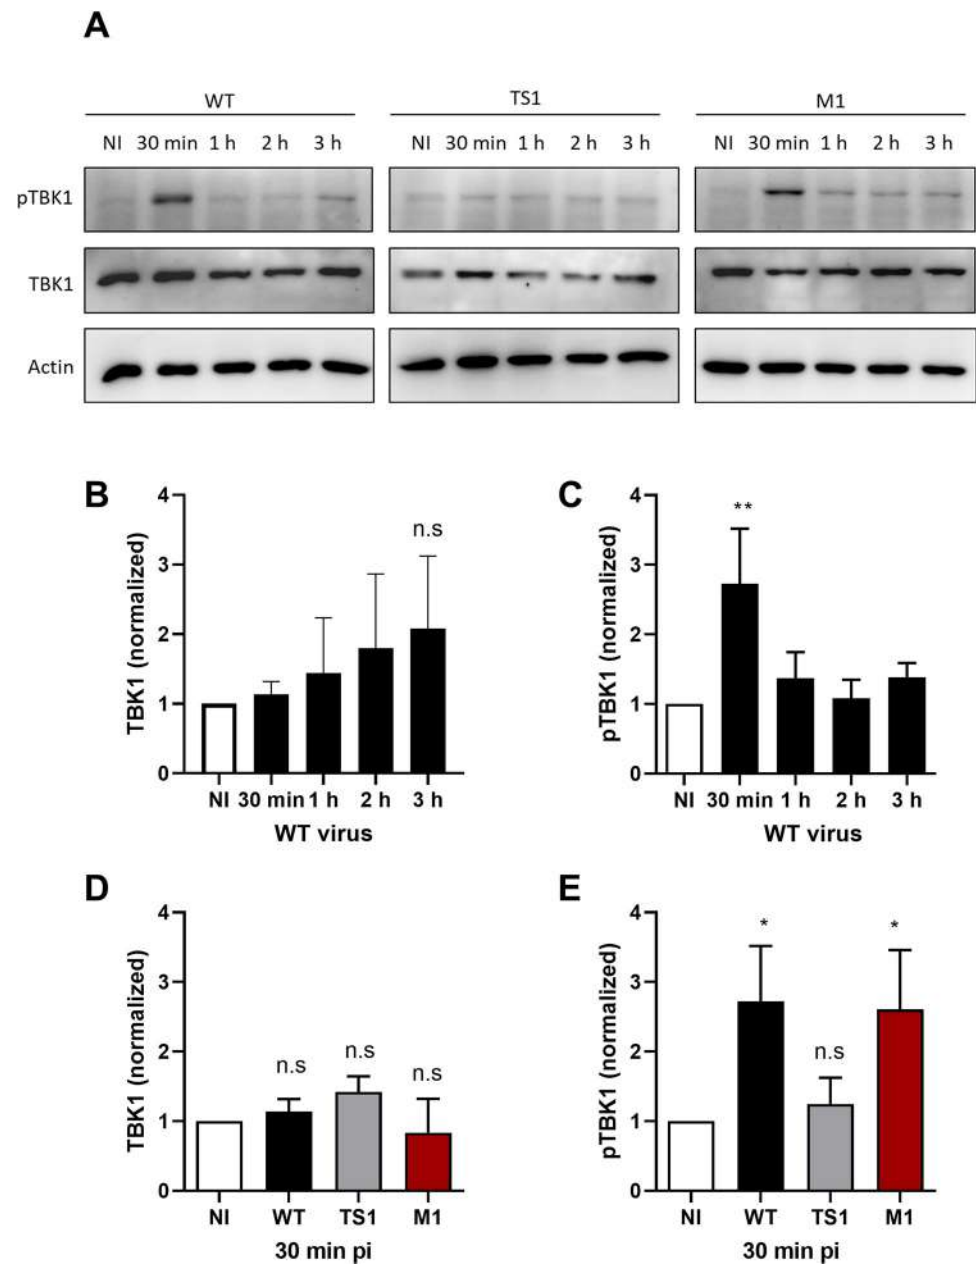 A
WT TS1 M1
NI 30 min 1 h 2 h 3 h NI 30 min 1 h 2 h 3 h NI 30 min 1 h 2 h 3 h
pTBK1
TBK1
Actin
B
TBK1 (normalized)
4
3
2
1
0
n.s
NI 30 min 1 h 2 h 3 h
WT virus
C
pTBK1 (normalized)
4
3
2
1
0
**
NI 30 min 1 h 2 h 3 h
WT virus
D
TBK1 (normalized)
4
3
2
1
0
n.s n.s n.s
NI WT TS1 M1
30 min pi
E
pTBK1 (normalized)
4
3
2
1
0
* n.s *
NI WT TS1 M1
30 min pi